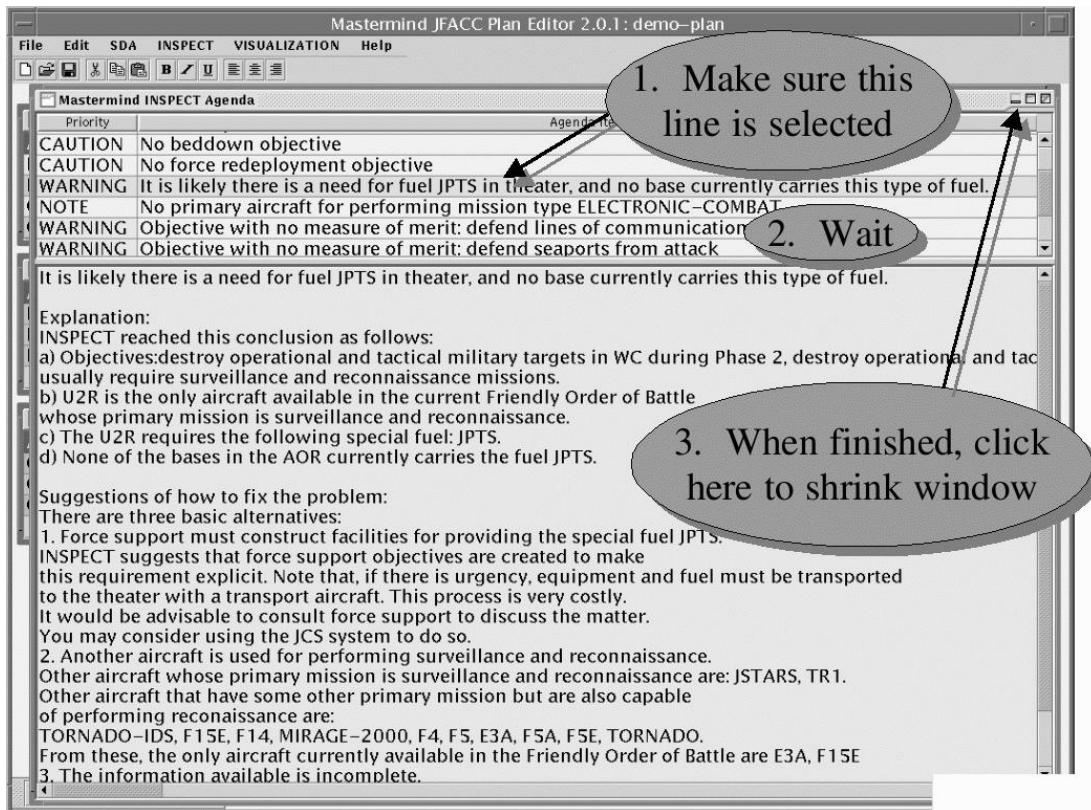 Mastermind JFACC Plan Editor 2.0.1: demo-plan
File Edit SDA INSPECT VISUALIZATION Help
B I U
Mastermind INSPECT Agenda
Priority Agenda Ite
CAUTION No beddown objective
CAUTION No force redeployment objective
WARNING It is likely there is a need for fuel JPTS in theater, and no base currently carries this type of fuel.
NOTE No primary aircraft for performing mission type ELECTRONIC-COMBAT
WARNING Objective with no measure of merit: defend lines of communication
WARNING Objective with no measure of merit: defend seaports from attack
1. Make sure this
line is selected
2. Wait
It is likely there is a need for fuel JPTS in theater, and no base currently carries this type of fuel.
Explanation:
INSPECT reached this conclusion as follows:
a) Objectives:destroy operational and tactical military targets in WC during Phase 2, destroy operational and tac
usually require surveillance and reconnaissance missions.
b) U2R is the only aircraft available in the current Friendly Order of Battle
whose primary mission is surveillance and reconnaissance.
c) The U2R requires the following special fuel: JPTS.
d) None of the bases in the AOR currently carries the fuel JPTS.
3. When finished, click
here to shrink window
Suggestions of how to fix the problem:
There are three basic alternatives:
1. Force support must construct facilities for providing the special fuel JPTS.
INSPECT suggests that force support objectives are created to make
this requirement explicit. Note that, if there is urgency, equipment and fuel must be transported
to the theater with a transport aircraft. This process is very costly.
It would be advisable to consult force support to discuss the matter.
You may consider using the JCS system to do so.
2. Another aircraft is used for performing surveillance and reconnaissance.
Other aircraft whose primary mission is surveillance and reconnaissance are: JSTARS, TR1.
Other aircraft that have some other primary mission but are also capable
of performing reconaissance are:
TORNADO-IDS, F15E, F14, MIRAGE-2000, F4, F5, E3A, F5A, F5E, TORNADO.
From these, the only aircraft currently available in the Friendly Order of Battle are E3A, F15E
3. The information available is incomplete.